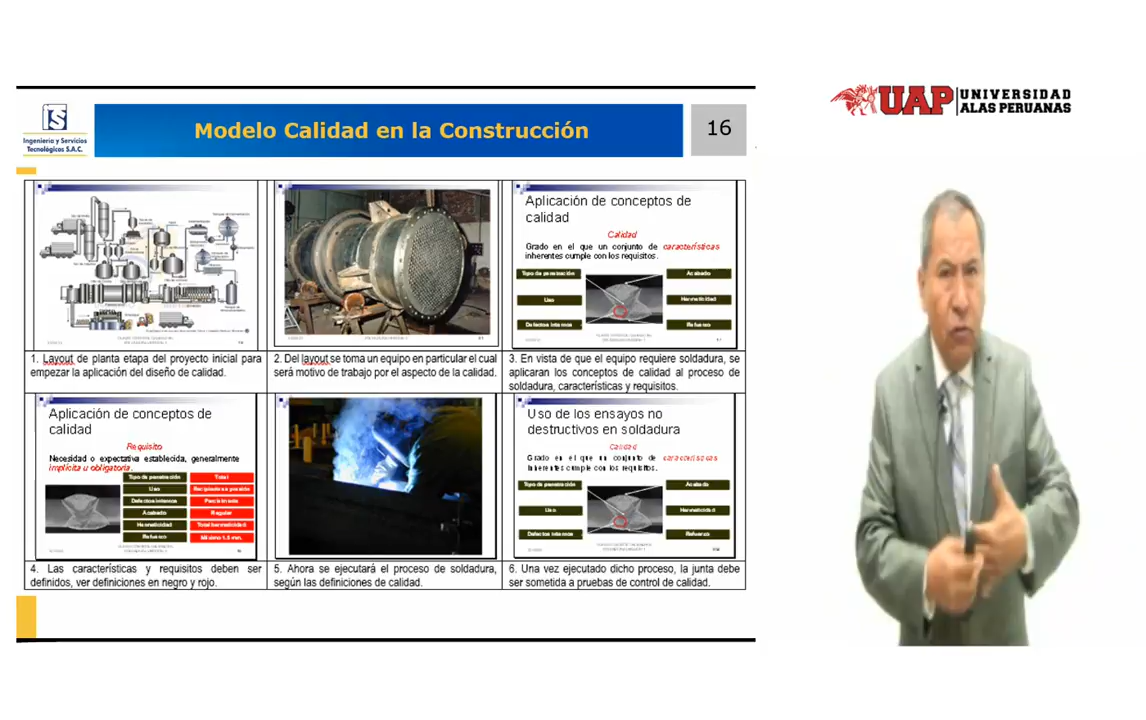 Modelo Calidad en la Construcción
16
IS
Ingeniería y Servicios
Tecnológicos S.A.C.
UAP UNIVERSIDAD
ALAS PERUANAS
Aplicación de conceptos de
calidad
Calidad
Grado en el que un conjunto de características
inherentes cumple con los requisitos.
Tipo de penetración
Acabado
Uso
Hermeticidad
Defectos internos
Refuerzo
1. Layout de planta etapa del proyecto inicial para
empezar la aplicación del diseño de calidad.
2. Del layout se toma un equipo en particular el cual
será motivo de trabajo por el aspecto de la calidad.
3. En vista de que el equipo requiere soldadura, se
aplicaran los conceptos de calidad al proceso de
soldadura, características y requisitos.
Aplicación de conceptos de
calidad
Requisito
Necesidad o expectativa establecida, generalmente
implícita u obligatoria.
Tipo de penetración Total
Uso Recipientes a presión
Defectos internos
Acabado Regular
Hermeticidad Total hermeticidad
Refuerzo
Uso de los ensayos no
destructivos en soldadura
Calidad
Grado en el que un conjunto de características
inherentes cumple con los requisitos.
Tipo de penetración
Acabado
Uso
Hermeticidad
Defectos internos
Refuerzo
4. Las características y requisitos deben ser
definidos, ver definiciones en negro y rojo.
5. Ahora se ejecutará el proceso de soldadura,
según las definiciones de calidad.
6. Una vez ejecutado dicho proceso, la junta debe
ser sometida a pruebas de control de calidad.